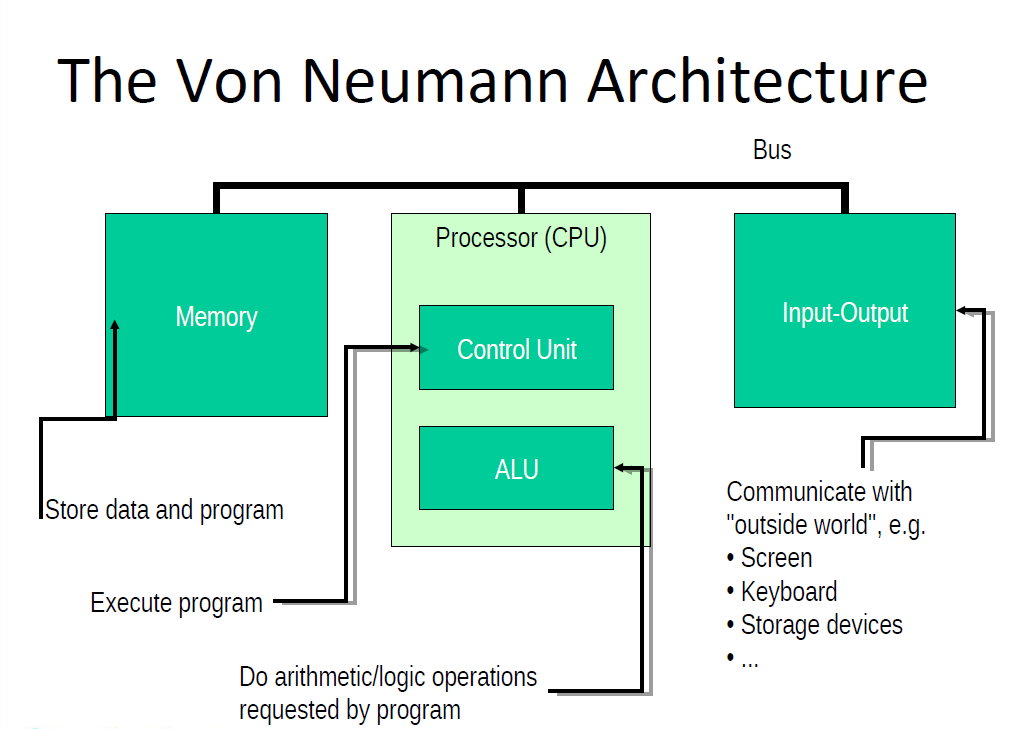 The Von Neumann Architecture
Bus
Memory
Processor (CPU)
Control Unit
ALU
Input-Output
Store data and program
Execute program
Do arithmetic/logic operations
requested by program
Communicate with
"outside world", e.g.
• Screen
• Keyboard
• Storage devices
• ...